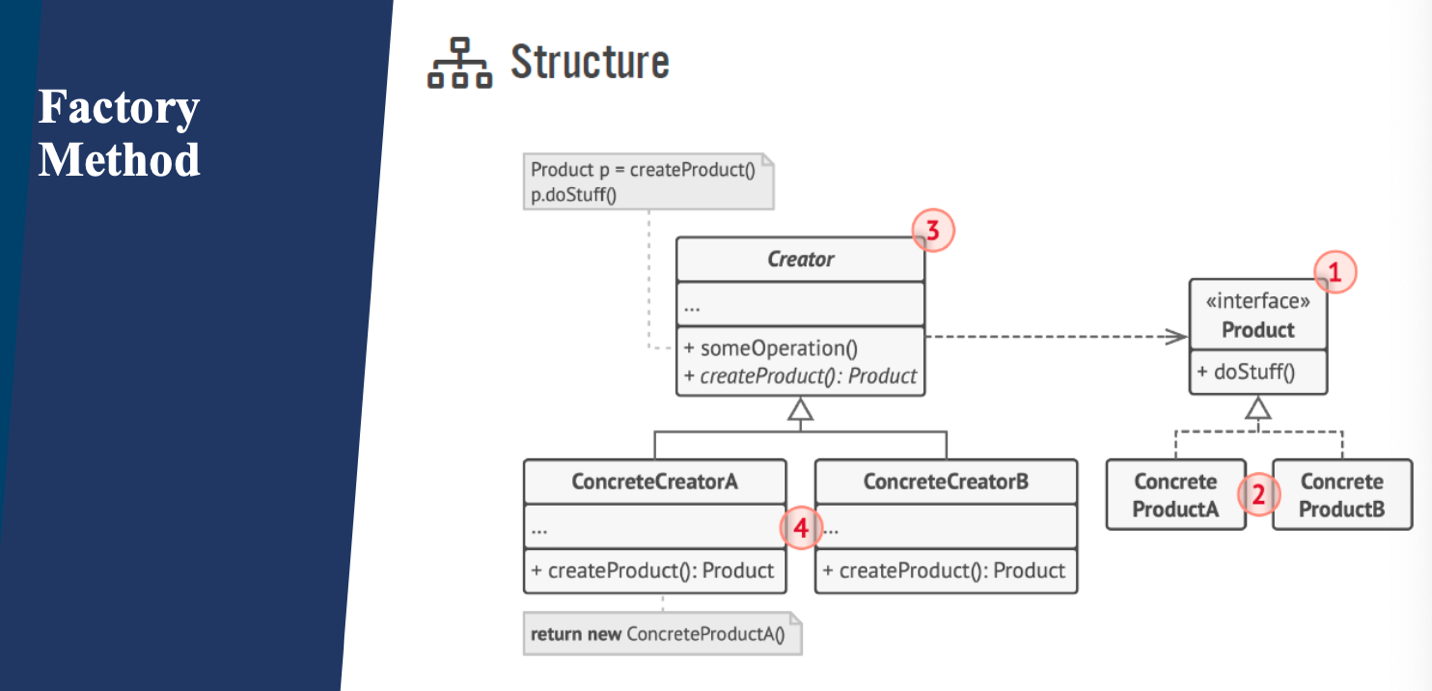 Factory
Method
Structure
Product p = createProduct()
p.doStuff()
3
Creator
...
+ someOperation()
+ createProduct(): Product
1
«interface»
Product
+ doStuff()
ConcreteCreatorA
...
+ createProduct(): Product
4
ConcreteCreatorB
...
+ createProduct(): Product
Concrete
ProductA
2
Concrete
ProductB
return new ConcreteProductA()